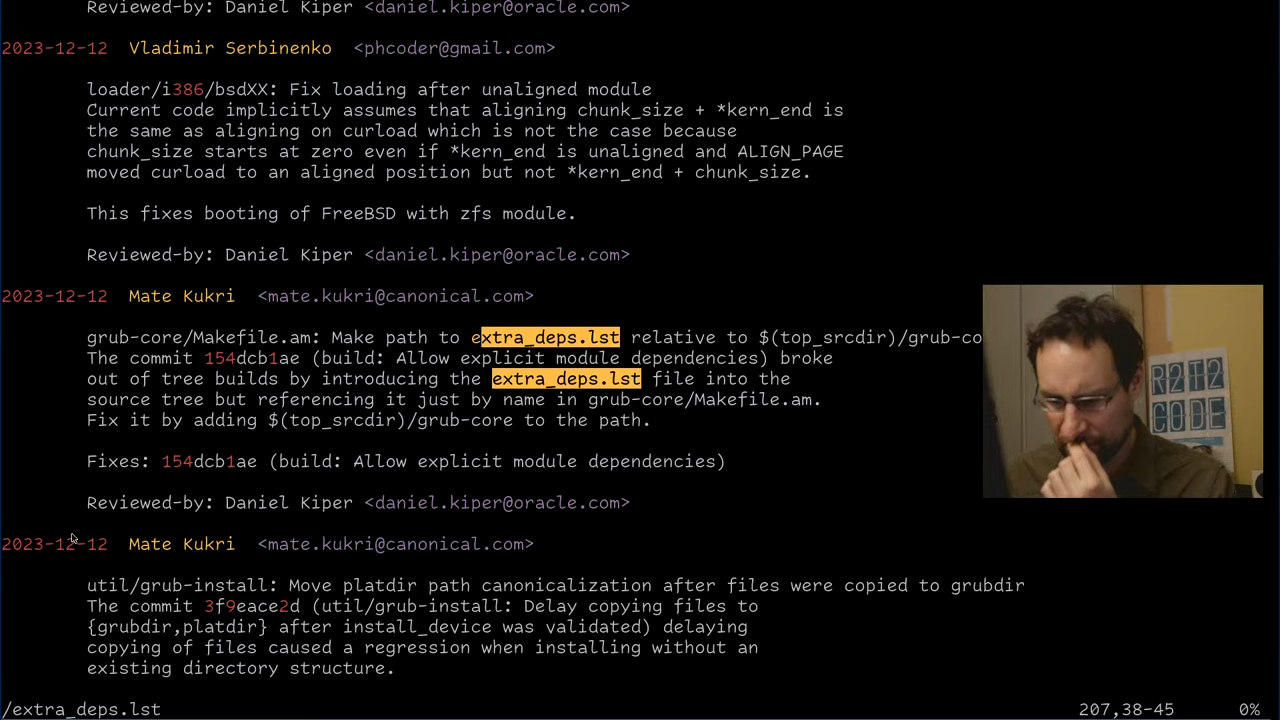 Reviewed-by: Daniel Kiper <daniel.kiper@oracle.com>
2023-12-12  Vladimir Serbinenko  <phcoder@gmail.com>
loader/i386/bsdXX: Fix loading after unaligned module
Current code implicitly assumes that aligning chunk_size + *kern_end is
the same as aligning on curload which is not the case because
chunk_size starts at zero even if *kern_end is unaligned and ALIGN_PAGE
moved curload to an aligned position but not *kern_end + chunk_size.
This fixes booting of FreeBSD with zfs module.
Reviewed-by: Daniel Kiper <daniel.kiper@oracle.com>
2023-12-12  Mate Kukri  <mate.kukri@canonical.com>
grub-core/Makefile.am: Make path to extra_deps.lst relative to $(top_srcdir)/grub-co
The commit 154dcb1ae (build: Allow explicit module dependencies) broke
out of tree builds by introducing the extra_deps.lst file into the
source tree but referencing it just by name in grub-core/Makefile.am.
Fix it by adding $(top_srcdir)/grub-core to the path.
Fixes: 154dcb1ae (build: Allow explicit module dependencies)
Reviewed-by: Daniel Kiper <daniel.kiper@oracle.com>
2023-12-12  Mate Kukri  <mate.kukri@canonical.com>
util/grub-install: Move platdir path canonicalization after files were copied to grubdir
The commit 3f9eace2d (util/grub-install: Delay copying files to
{grubdir,platdir} after install_device was validated) delaying
copying of files caused a regression when installing without an
existing directory structure.
/extra_deps.lst 207,38-45 0%
R2T2
CODE